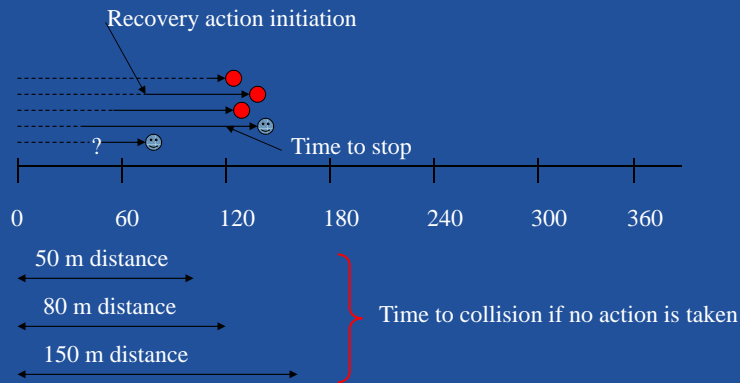 Recovery action initiation
?
Time to stop
0 60 120 180 240 300 360
50 m distance
80 m distance
Time to collision if no action is taken
150 m distance